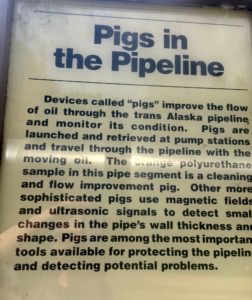 Pigs in
the Pipeline
Devices called "pigs" improve the flow
of oil through the trans Alaska pipeline
and monitor its condition. Pigs are
launched and retrieved at pump stations
and travel through the pipeline with the
moving oil. The orange polyurethane
sample in this pipe segment is a cleaning
and flow improvement pig. Other more
sophisticated pigs use magnetic fields
and ultrasonic signals to detect smal
changes in the pipe's wall thickness an
shape. Pigs are among the most importan
tools available for protecting the pipelin
and detecting potential problems.